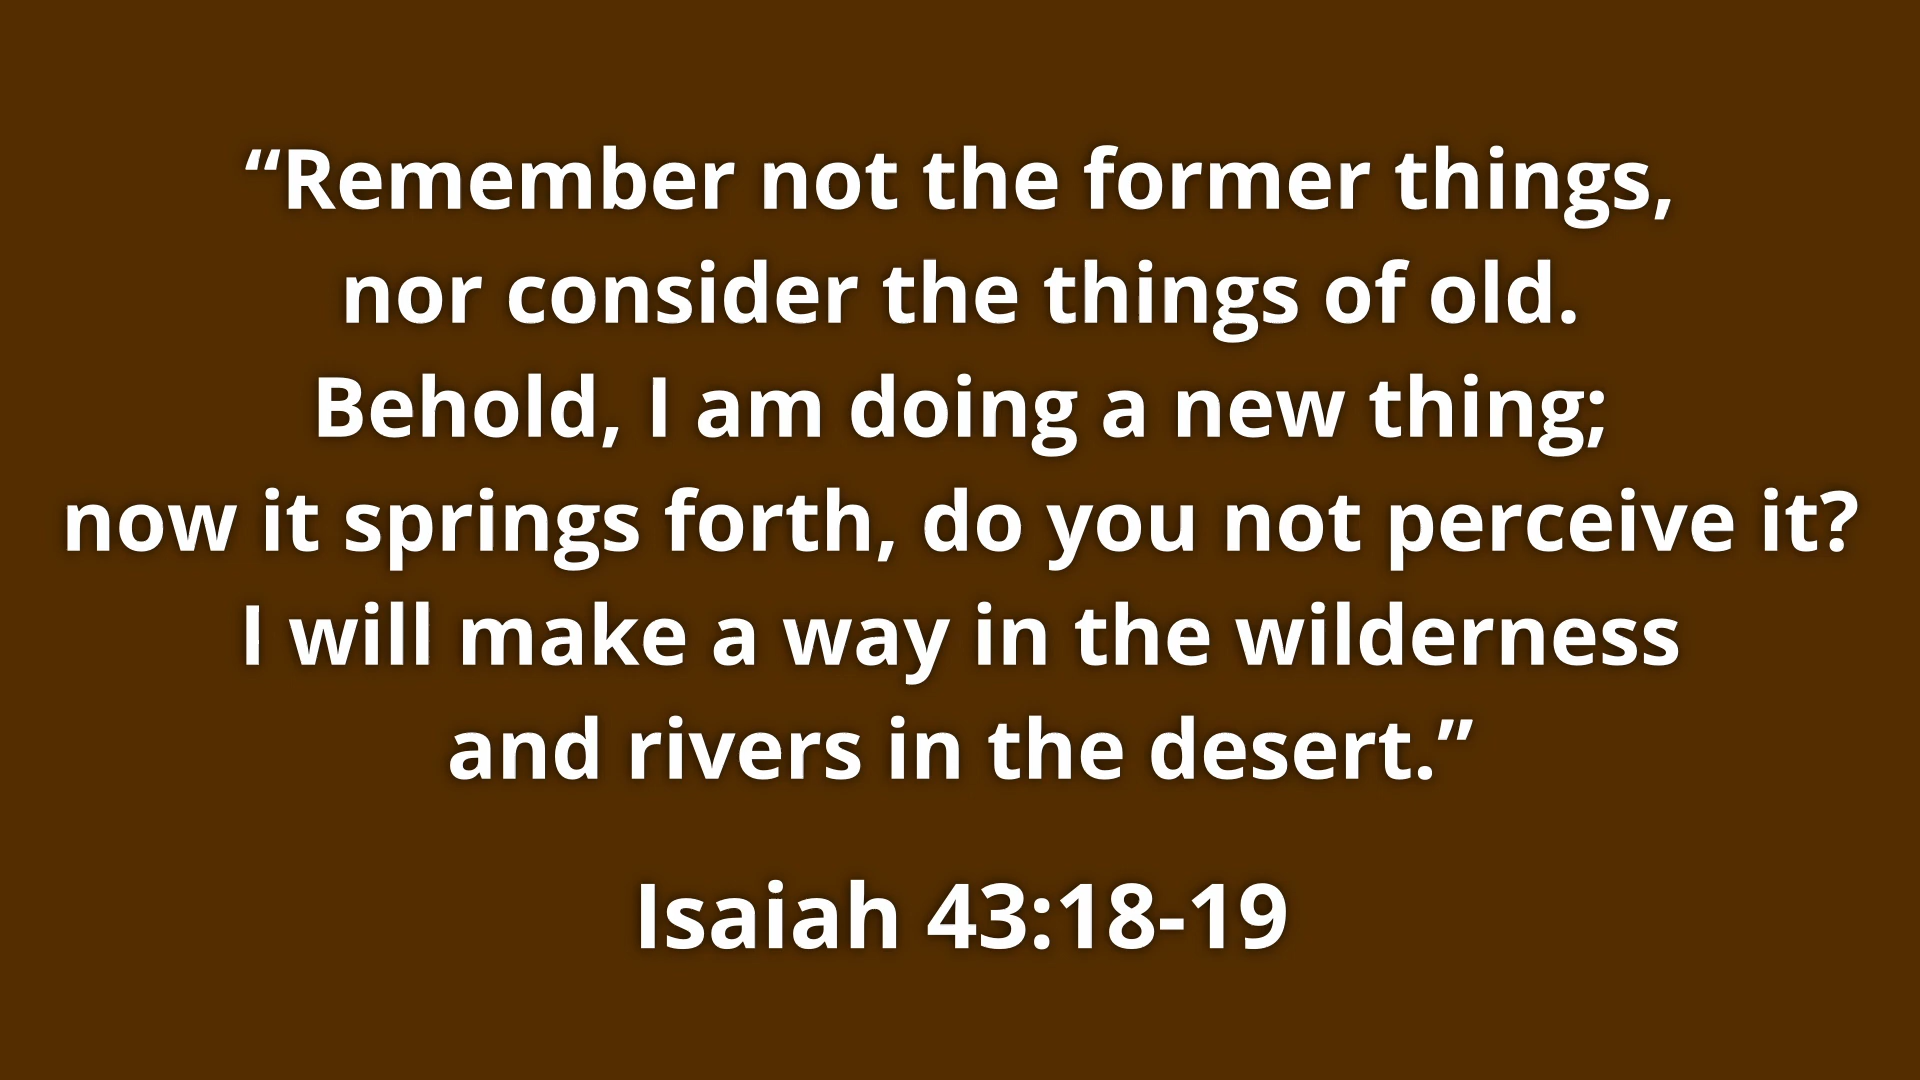 “Remember not the former things,
nor consider the things of old.
Behold, I am doing a new thing;
now it springs forth, do you not perceive it?
I will make a way in the wilderness
and rivers in the desert.”
Isaiah 43:18-19